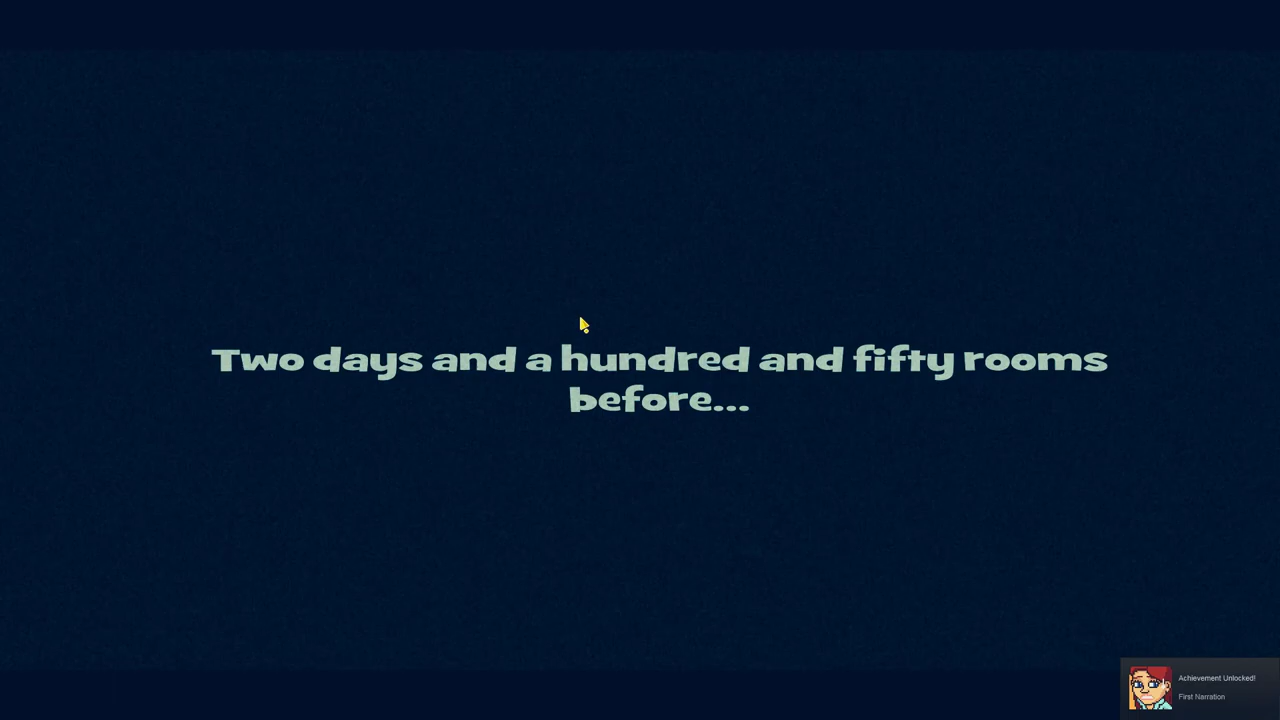 Two days and a hundred and fifty rooms
before...
Achievement Unlocked!
First Narration